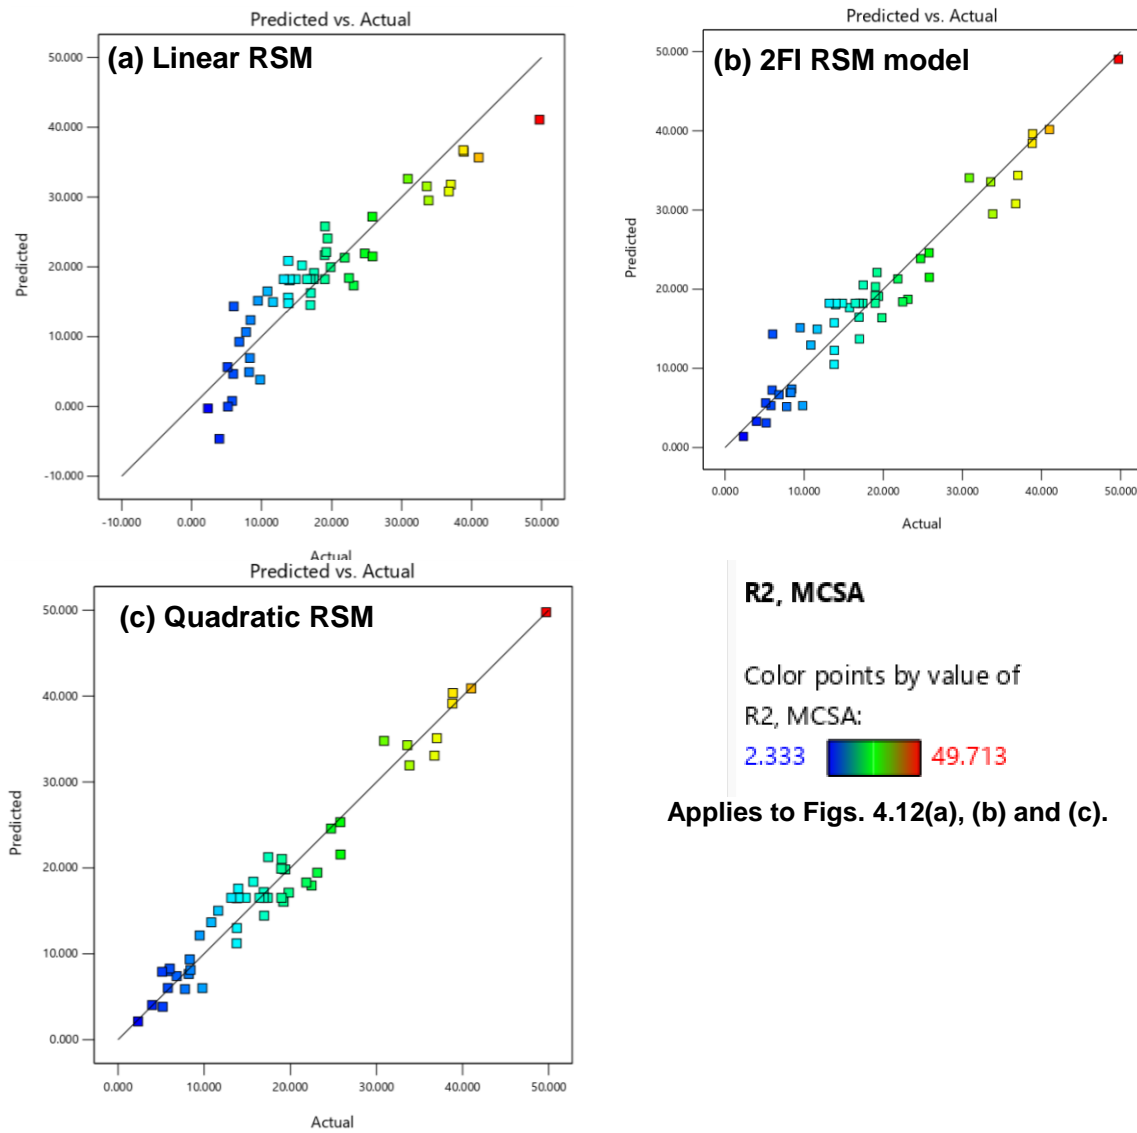 Predicted vs. Actual
(a) Linear RSM
50.000
40.000
30.000
20.000
10.000
0.000
-10.000
Predicted
-10.000 0.000 10.000 20.000 30.000 40.000 50.000
Actual
Predicted vs. Actual
(b) 2FI RSM model
50.000
40.000
30.000
20.000
10.000
0.000
Predicted
0.000 10.000 20.000 30.000 40.000 50.000
Actual
Predicted vs. Actual
(c) Quadratic RSM
50.000
40.000
30.000
20.000
10.000
0.000
Predicted
0.000 10.000 20.000 30.000 40.000 50.000
Actual
R2, MCSA
Color points by value of
R2, MCSA:
2.333 49.713
Applies to Figs. 4.12(a), (b) and (c).